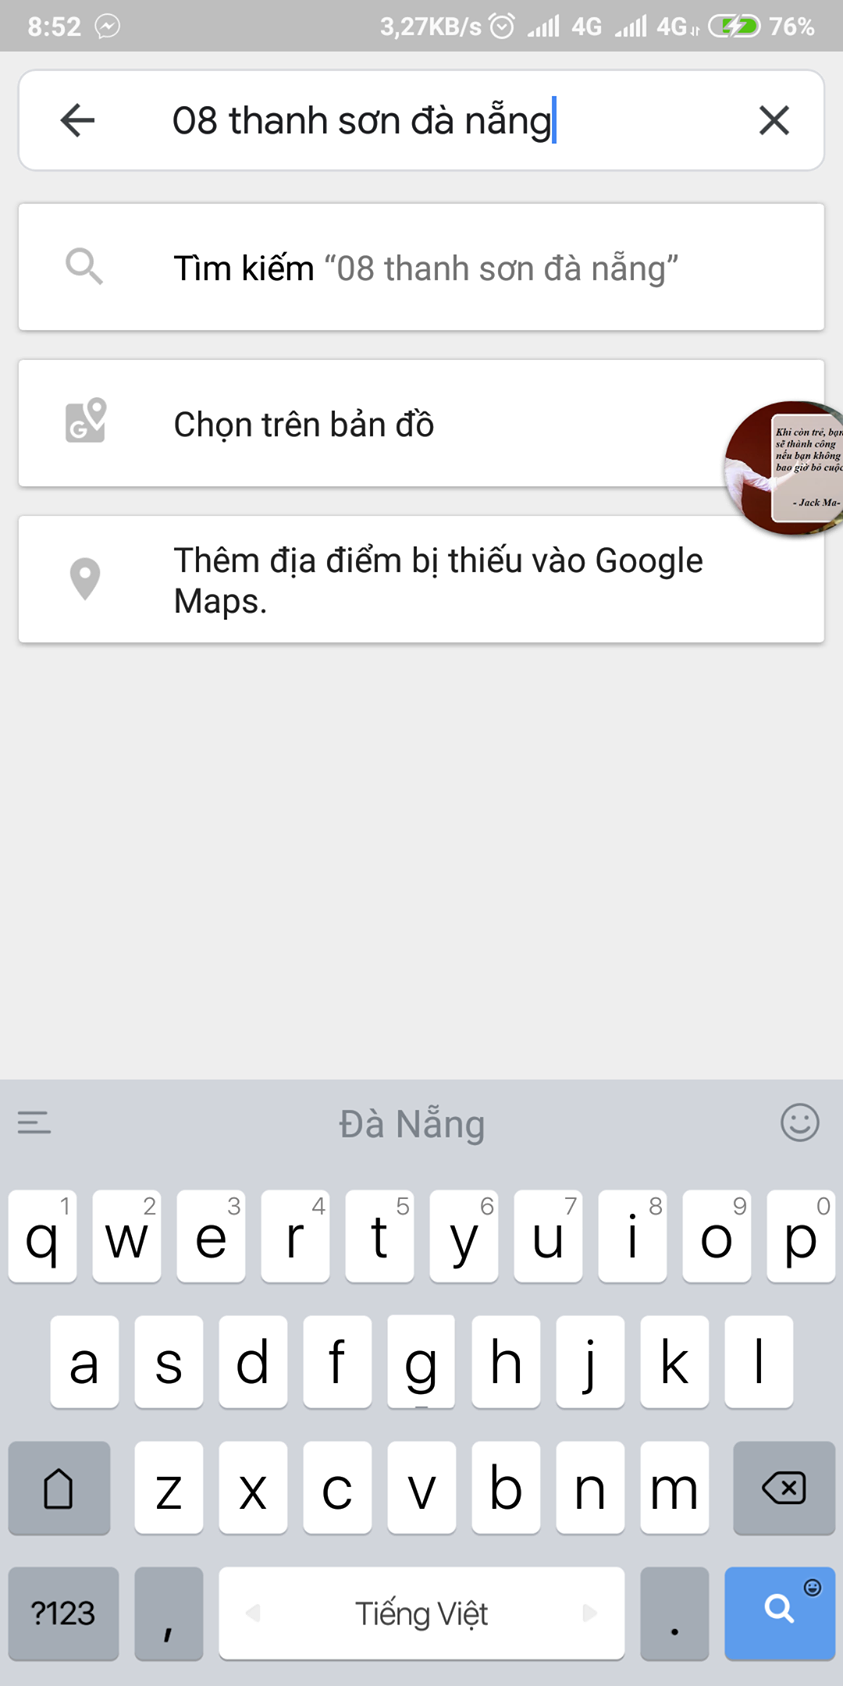 8:52 3,27KB/s 4G 4G 76%
08 thanh sơn đà nẵng
Tìm kiếm “08 thanh sơn đà nẵng”
G Chọn trên bản đồ
Khi còn trẻ, bạn
sẽ thành công
nếu bạn không
bao giờ bỏ cuộc
- Jack Ma-
Thêm địa điểm bị thiếu vào Google
Maps.
Đà Nẵng
1 2 3 4 5 6 7 8 9 0
q w e r t y u i o p
a s d f g h j k l
z x c v b n m
?123 , Tiếng Việt .